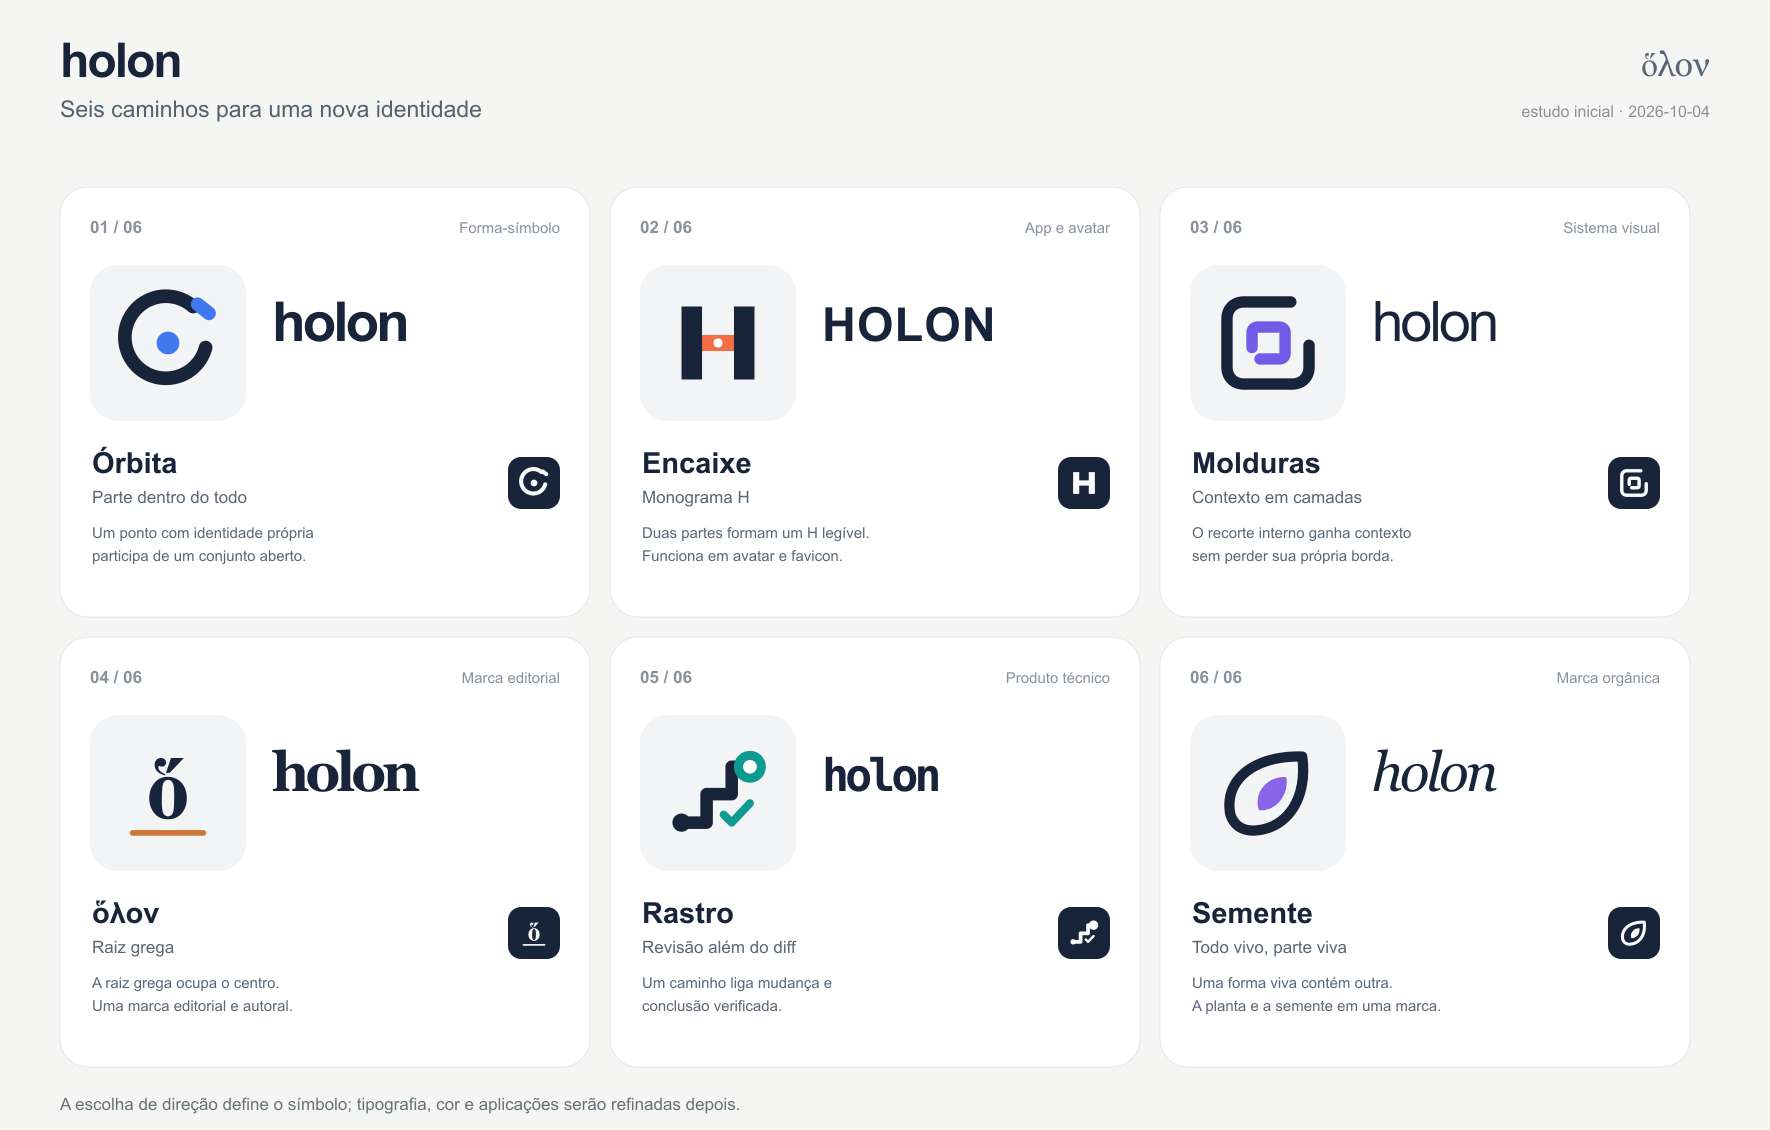 holon
ὅλον
Seis caminhos para uma nova identidade
estudo inicial · 2026-10-04
01 / 06
Forma-símbolo
holon
Órbita
Parte dentro do todo
Um ponto com identidade própria
participa de um conjunto aberto.
02 / 06
App e avatar
H
HOLON
Encaixe
Monograma H
H
Duas partes formam um H legível.
Funciona em avatar e favicon.
03 / 06
Sistema visual
holon
Molduras
Contexto em camadas
O recorte interno ganha contexto
sem perder sua própria borda.
04 / 06
Marca editorial
ὅ
holon
ὅλον
Raiz grega
ὅ
A raiz grega ocupa o centro.
Uma marca editorial e autoral.
05 / 06
Produto técnico
holon
Rastro
Revisão além do diff
Um caminho liga mudança e
conclusão verificada.
06 / 06
Marca orgânica
holon
Semente
Todo vivo, parte viva
Uma forma viva contém outra.
A planta e a semente em uma marca.
A escolha de direção define o símbolo; tipografia, cor e aplicações serão refinadas depois.